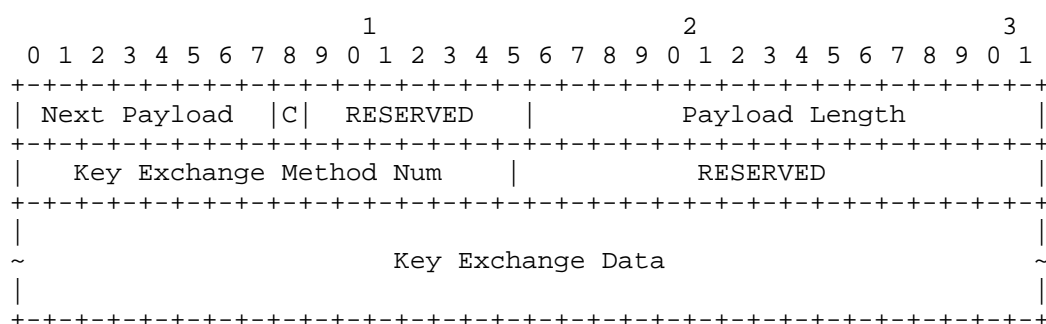 1                   2                   3
 0 1 2 3 4 5 6 7 8 9 0 1 2 3 4 5 6 7 8 9 0 1 2 3 4 5 6 7 8 9 0 1
+-+-+-+-+-+-+-+-+-+-+-+-+-+-+-+-+-+-+-+-+-+-+-+-+-+-+-+-+-+-+-+-+
| Next Payload  |C|  RESERVED   |         Payload Length        |
+-+-+-+-+-+-+-+-+-+-+-+-+-+-+-+-+-+-+-+-+-+-+-+-+-+-+-+-+-+-+-+-+
|   Key Exchange Method Num    |           RESERVED            |
+-+-+-+-+-+-+-+-+-+-+-+-+-+-+-+-+-+-+-+-+-+-+-+-+-+-+-+-+-+-+-+-+
|                                                               |
~                       Key Exchange Data                       ~
|                                                               |
+-+-+-+-+-+-+-+-+-+-+-+-+-+-+-+-+-+-+-+-+-+-+-+-+-+-+-+-+-+-+-+-+